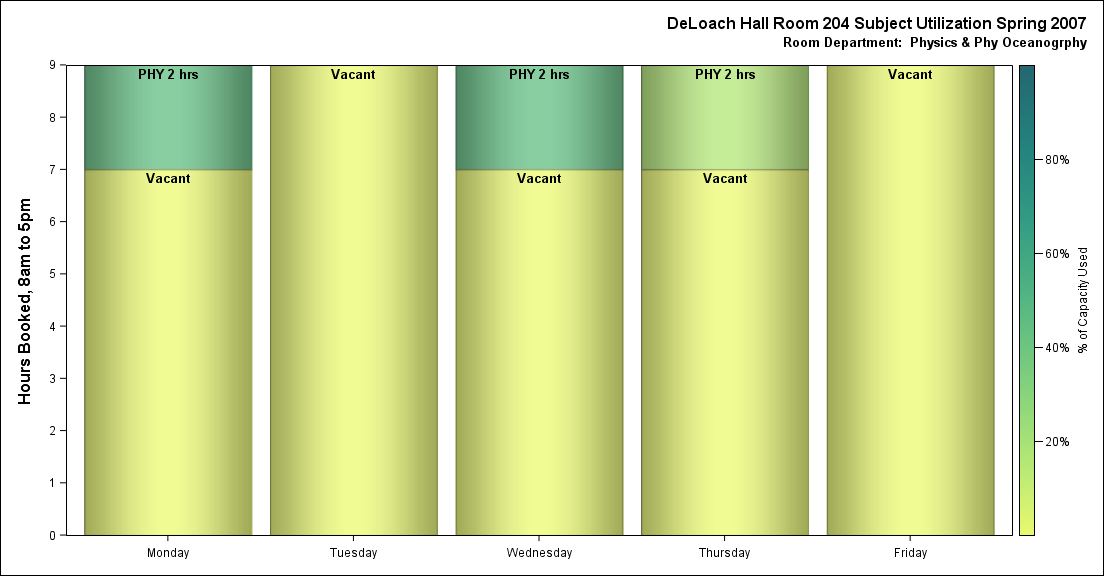 DeLoach Hall Room 204 Subject Utilization Spring 2007
Room Department: Physics & Phy Oceanogrphy
Hours Booked, 8am to 5pm
9
8
7
6
5
4
3
2
1
0
PHY 2 hrs
Vacant
Vacant
PHY 2 hrs
Vacant
PHY 2 hrs
Vacant
Vacant
Monday
Tuesday
Wednesday
Thursday
Friday
80%
60%
40%
20%
% of Capacity Used